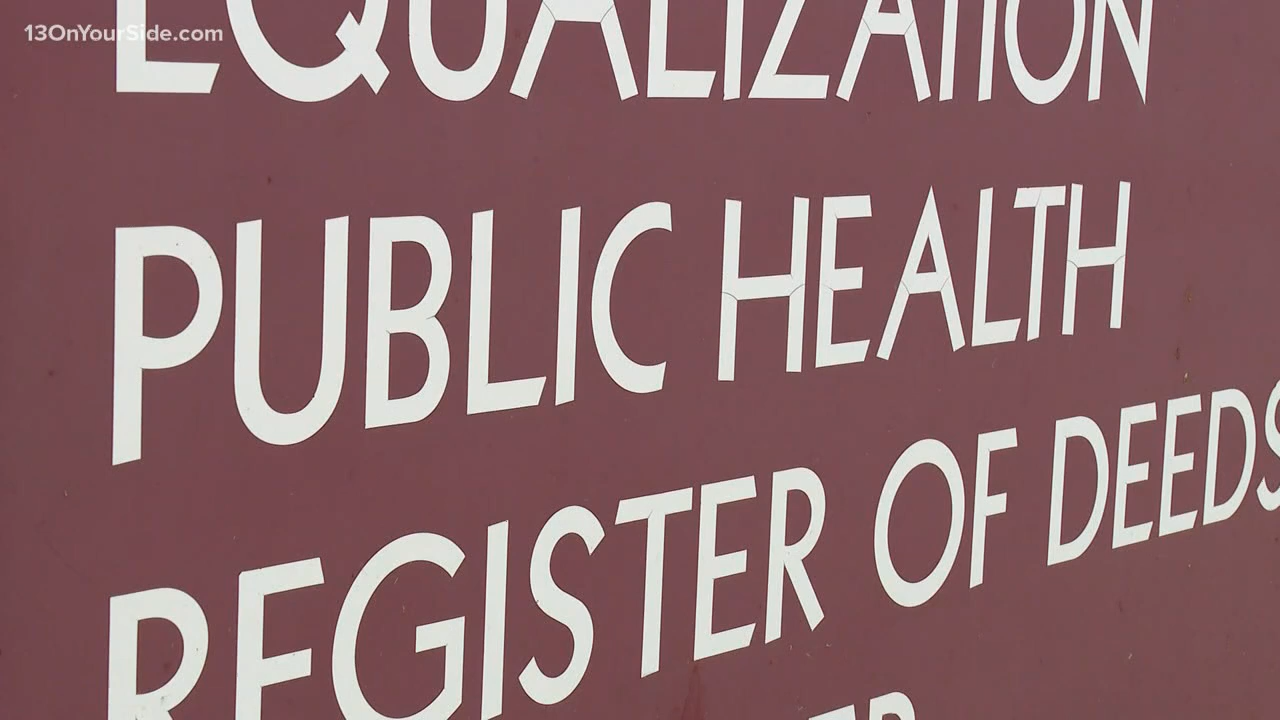 13OnYourSide.com
EQUALIZATION
PUBLIC HEALTH
REGISTER OF DEEDS